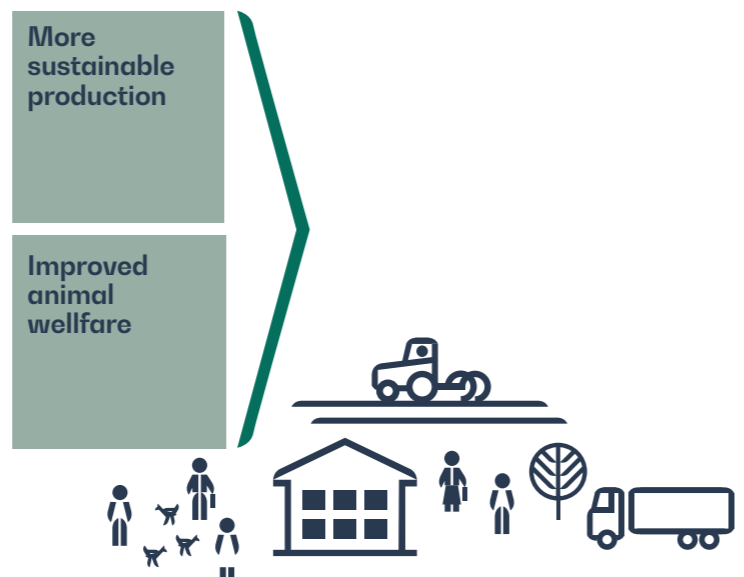 More
sustainable
production
Improved
animal
wellfare